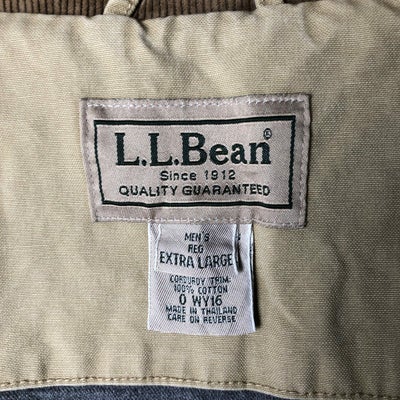 L.L.Bean®
Since 1912
QUALITY GUARANTEED
MEN'S
REG
EXTRA LARGE
CORDUROY TRIM:
100% COTTON
0 WY16
MADE IN THAILAND
CARE ON REVERSE